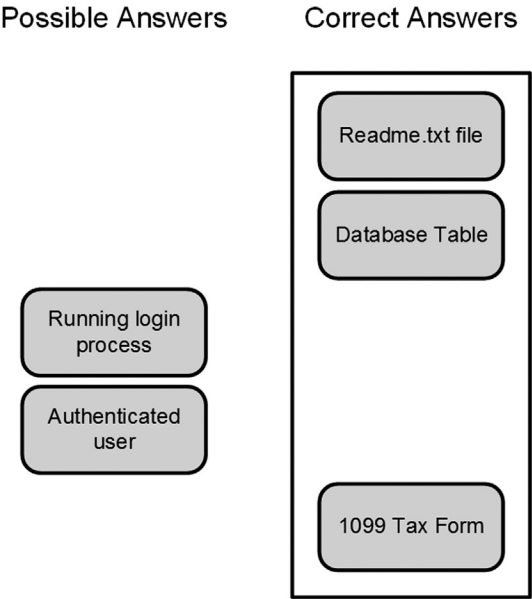 Possible Answers
Correct Answers
Readme.txt file
Database Table
Running login
process
Authenticated
user
1099 Tax Form